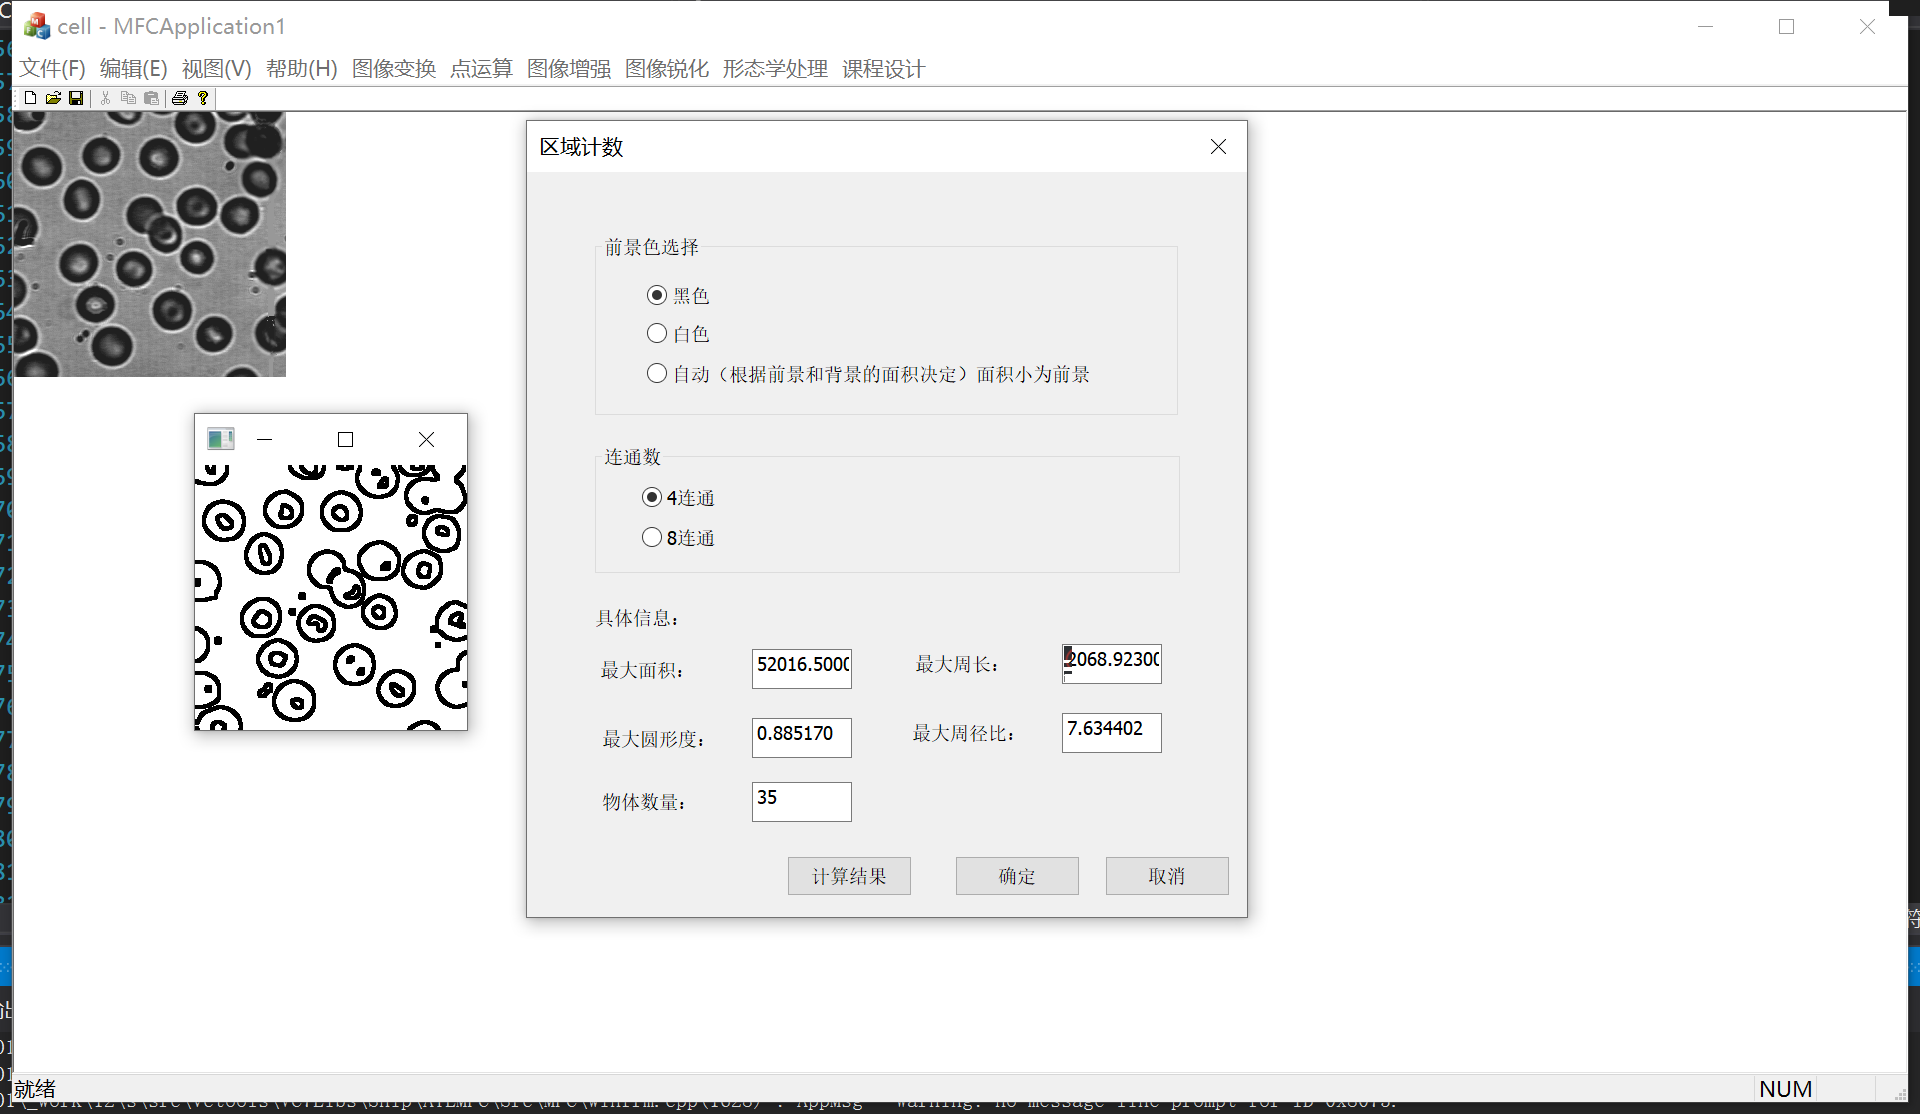 cell - MFCApplication1
文件(F) 编辑(E) 视图(V) 帮助(H) 图像变换 点运算 图像增强 图像锐化 形态学处理 课程设计
区域计数
前景色选择
黑色
白色
自动（根据前景和背景的面积决定）面积小为前景
连通数
4连通
8连通
具体信息：
最大面积： 52016.500 最大周长： 2068.9230
最大圆形度： 0.885170 最大周径比： 7.634402
物体数量： 35
计算结果 确定 取消
就绪 NUM